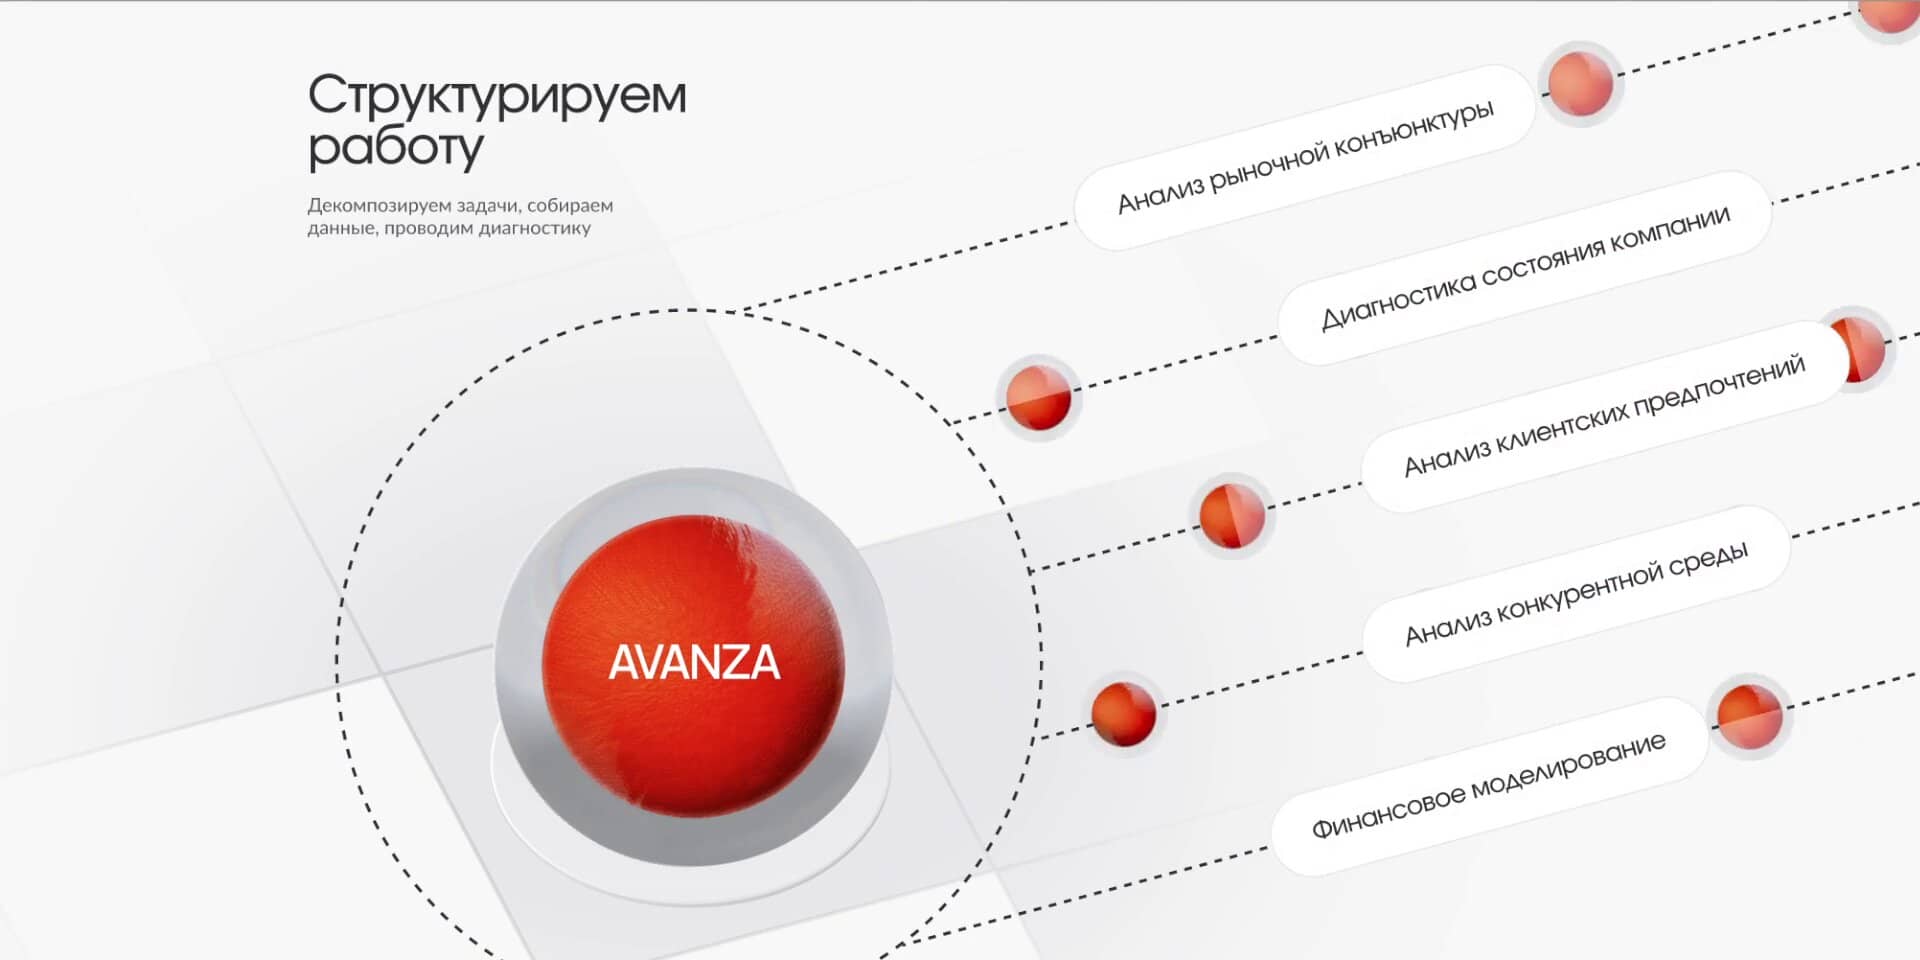 Структурируем
работу
Декомпозируем задачи, собираем
данные, проводим диагностику
Анализ рыночной конъюнктуры
Диагностика состояния компании
Анализ клиентских предпочтений
Анализ конкурентной среды
Финансовое моделирование
AVANZA